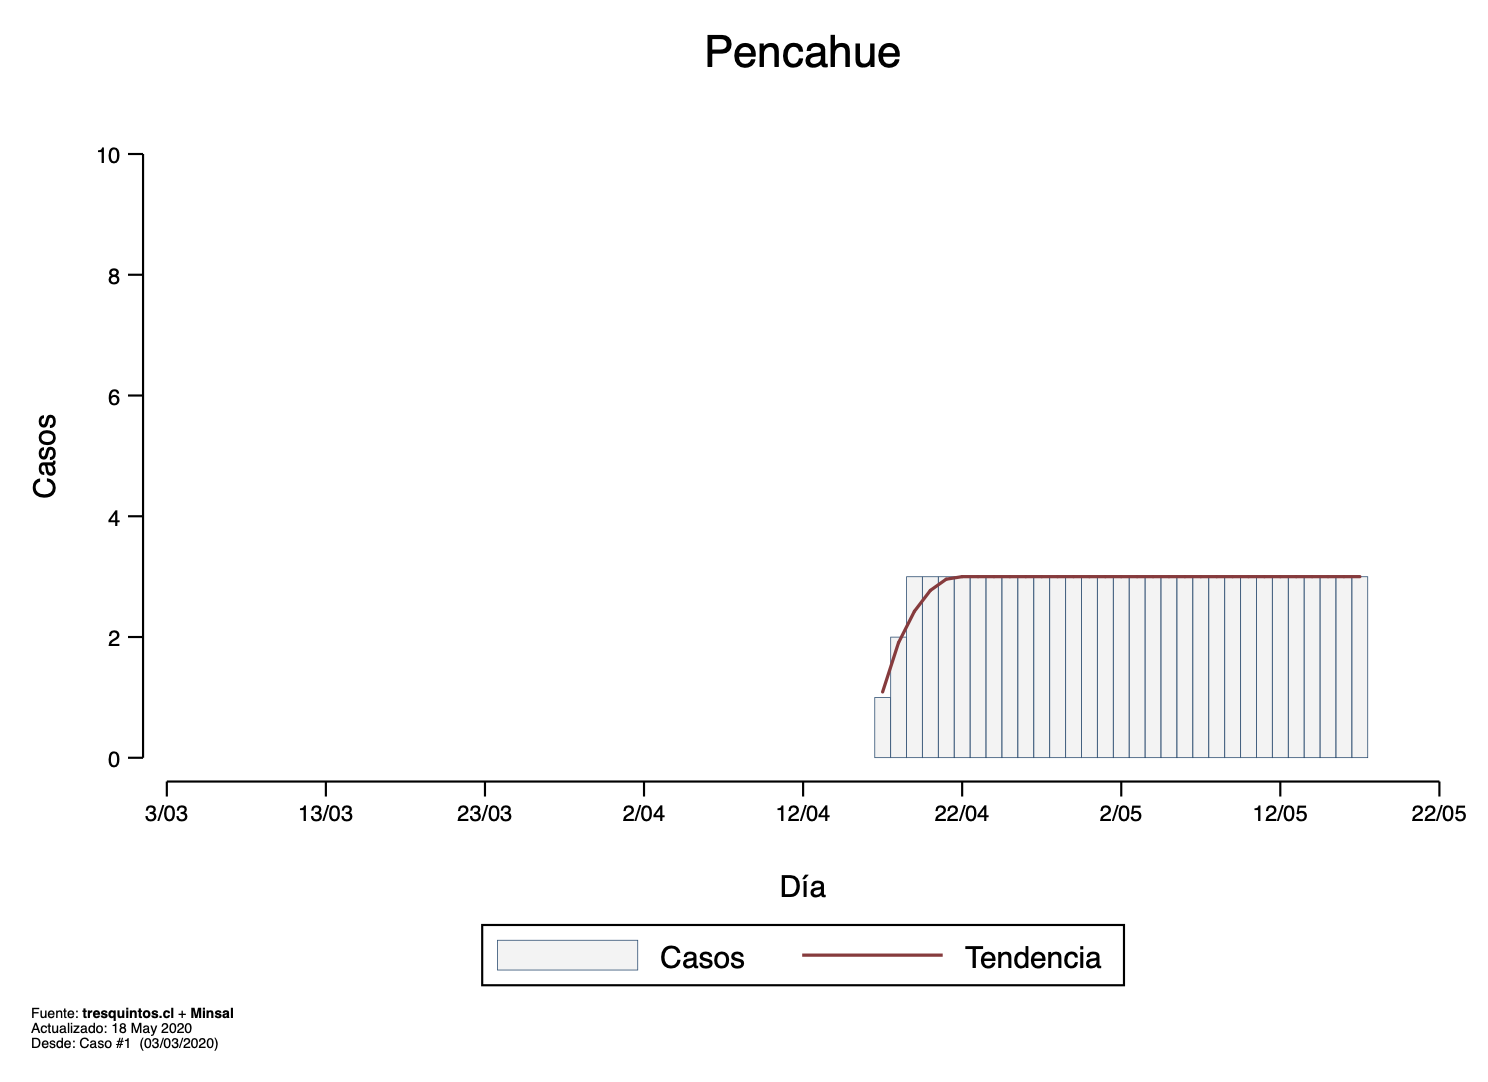 Pencahue
10
8
6
4
2
0
Casos
3/03 13/03 23/03 2/04 12/04 22/04 2/05 12/05 22/05
Día
Casos Tendencia
Fuente: tresquintos.cl + Minsal
Actualizado: 18 May 2020
Desde: Caso #1 (03/03/2020)